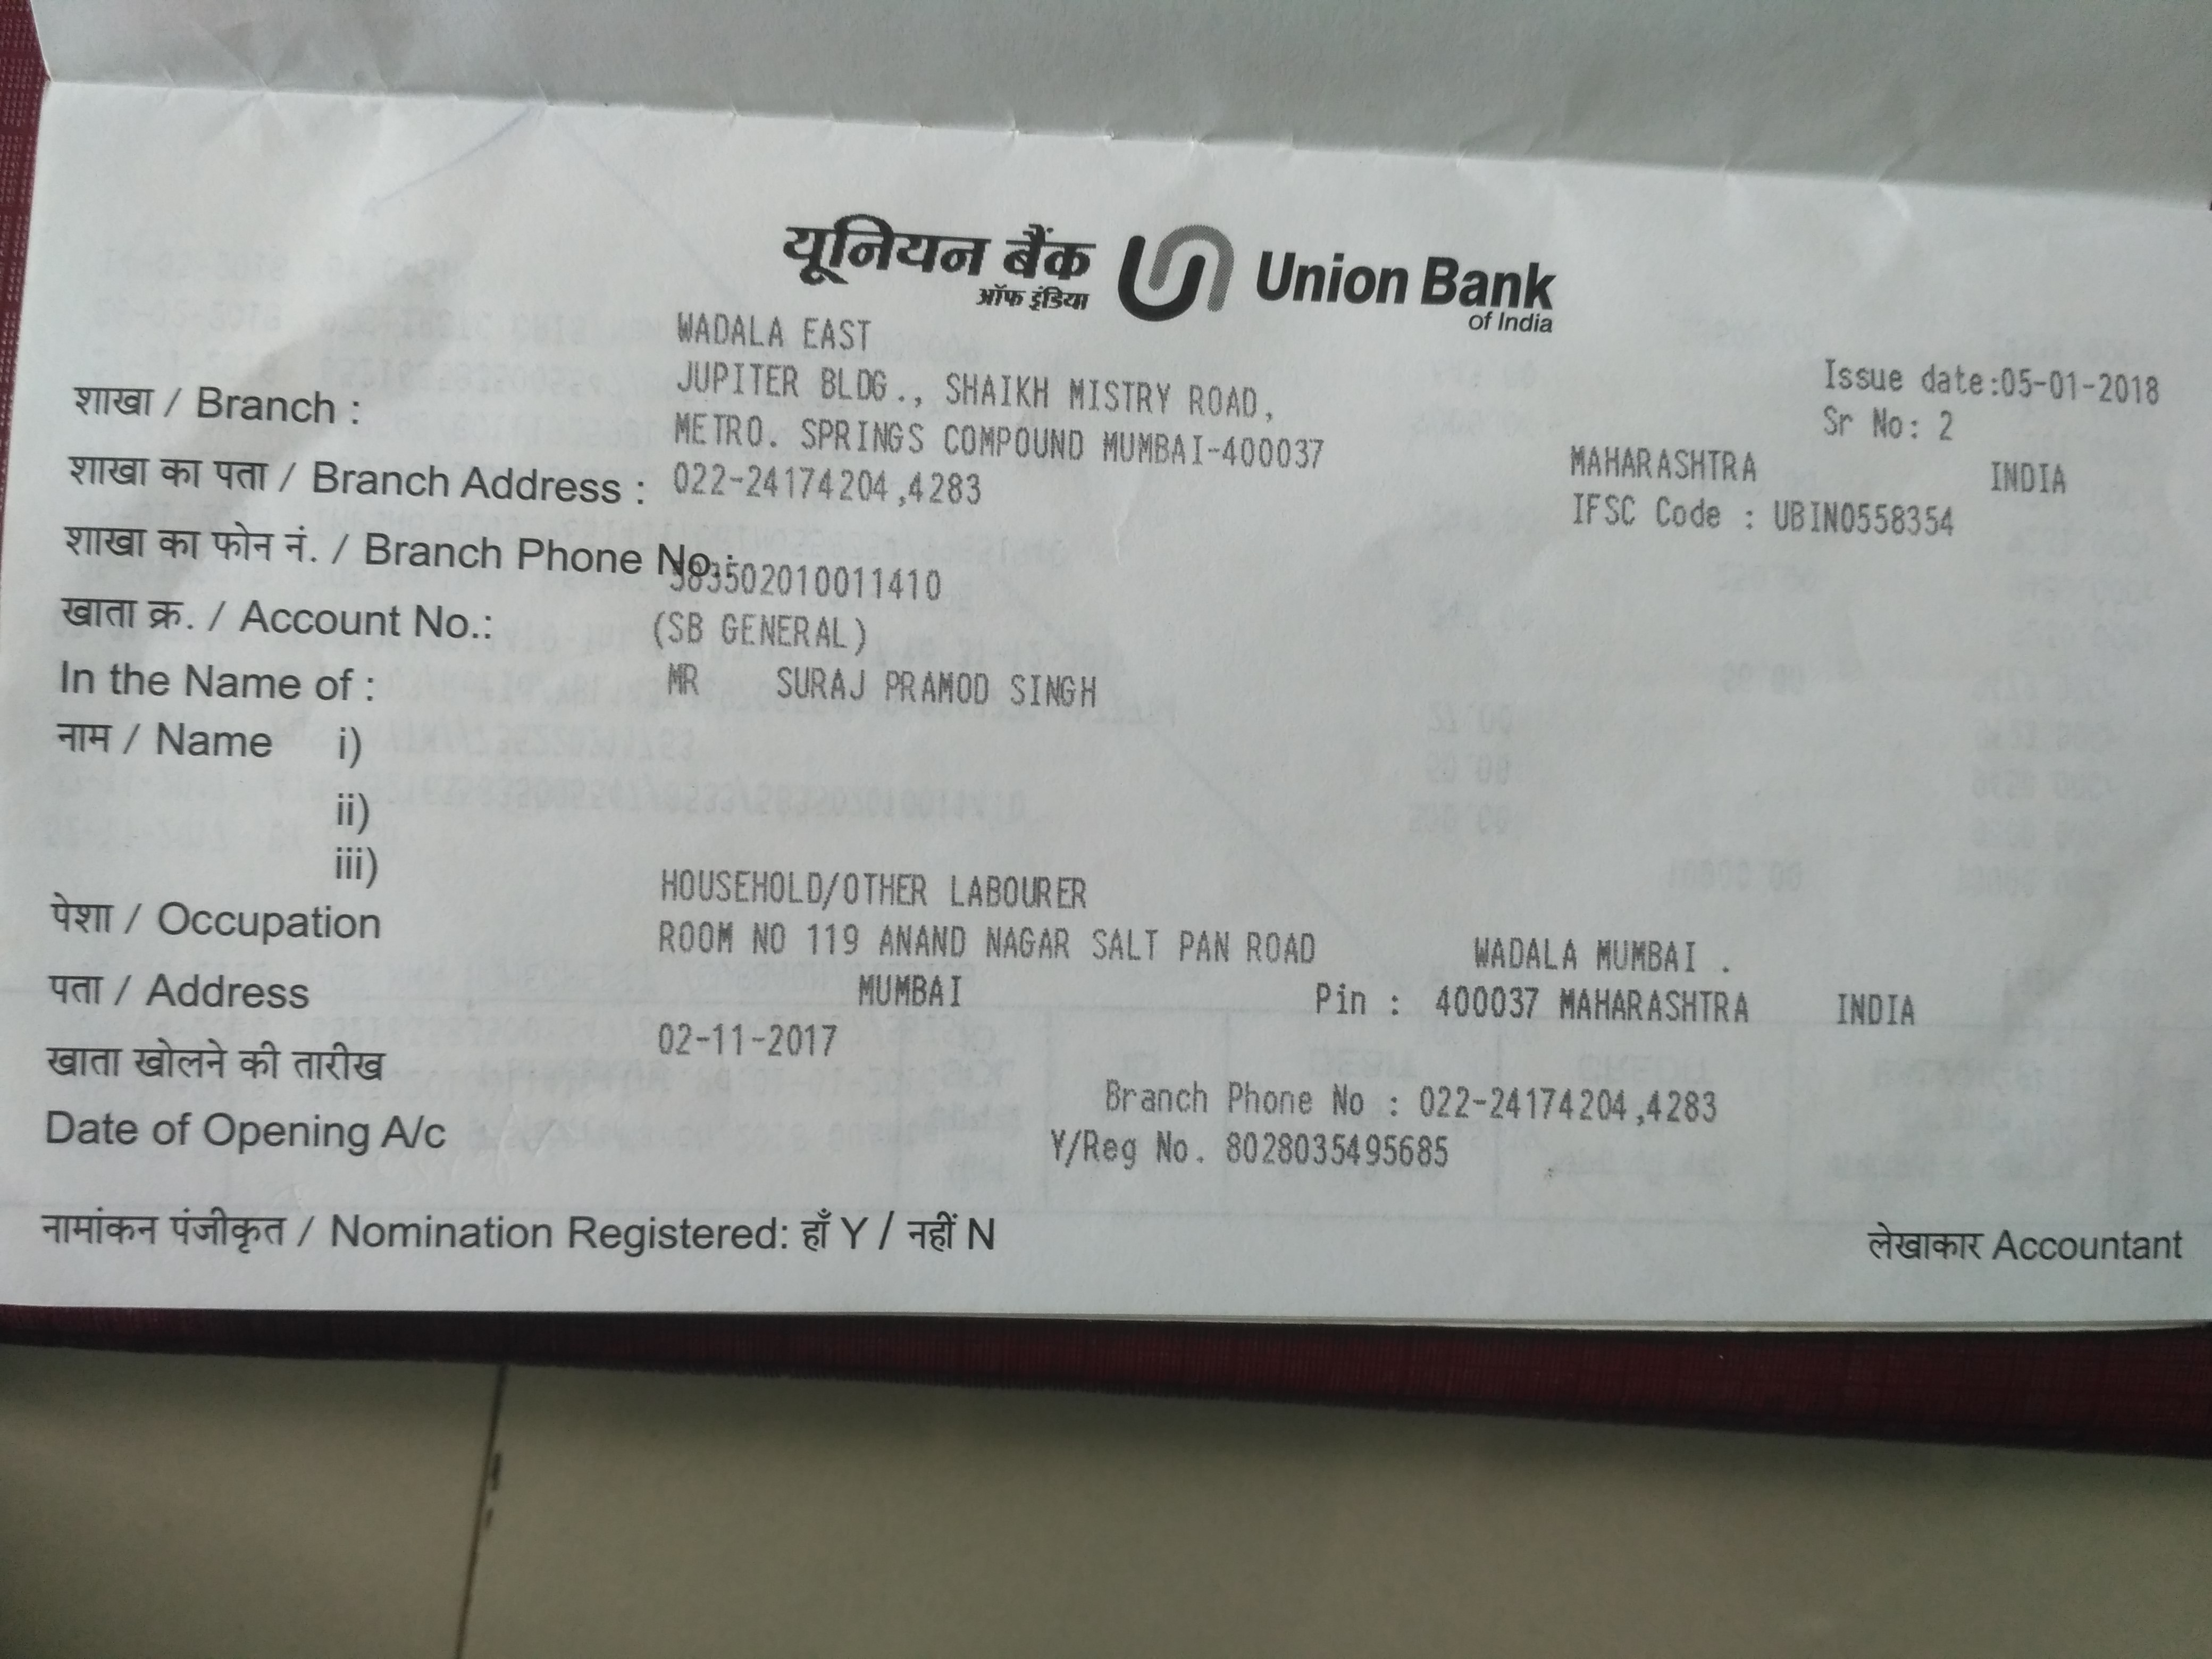 यूनियन बैंक Union Bank
ऑफ इंडिया of India
WADALA EAST
JUPITER BLDG., SHAIKH MISTRY ROAD, Issue date:05-01-2018
शाखा / Branch : METRO. SPRINGS COMPOUND MUMBAI-400037 Sr No: 2
MAHARASHTRA INDIA
शाखा का पता / Branch Address : 022-24174204,4283 IFSC Code : UBIN0558354
शाखा का फोन नं. / Branch Phone No.:
583502010011410
खाता क्र. / Account No.: (SB GENERAL)
In the Name of : MR SURAJ PRAMOD SINGH
नाम / Name i)
ii)
iii)
HOUSEHOLD/OTHER LABOURER
पेशा / Occupation
ROOM NO 119 ANAND NAGAR SALT PAN ROAD WADALA MUMBAI .
पता / Address MUMBAI Pin : 400037 MAHARASHTRA INDIA
02-11-2017
खाता खोलने की तारीख
Branch Phone No : 022-24174204,4283
Date of Opening A/c Y/Reg No. 8028035495685
नामांकन पंजीकृत / Nomination Registered: हाँ Y / नहीं N लेखाकार Accountant